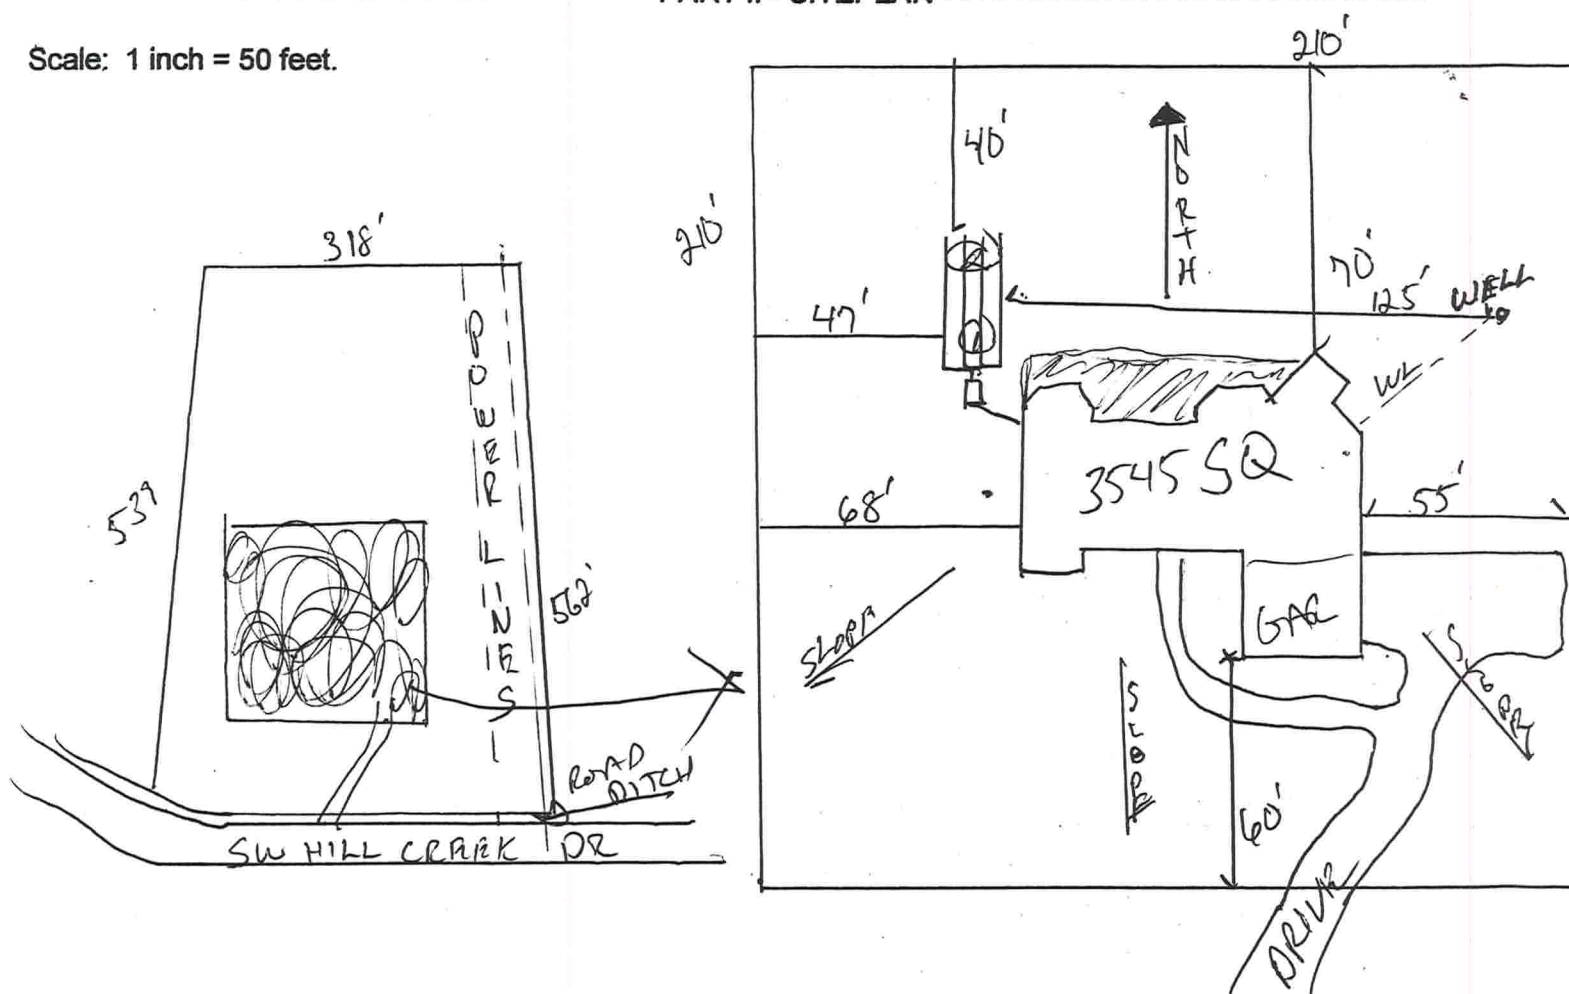 Scale: 1 inch = 50 feet.
210'
40'
NORTH
210'
318'
70'
125' WELL
47'
POWER LINES
WL
3545 SQ
539
68'
55'
562'
GAR
SLOPE
SLOPE
SLOPE
ROAD
DITCH
60'
SW HILL CREEK DR
DRIVE